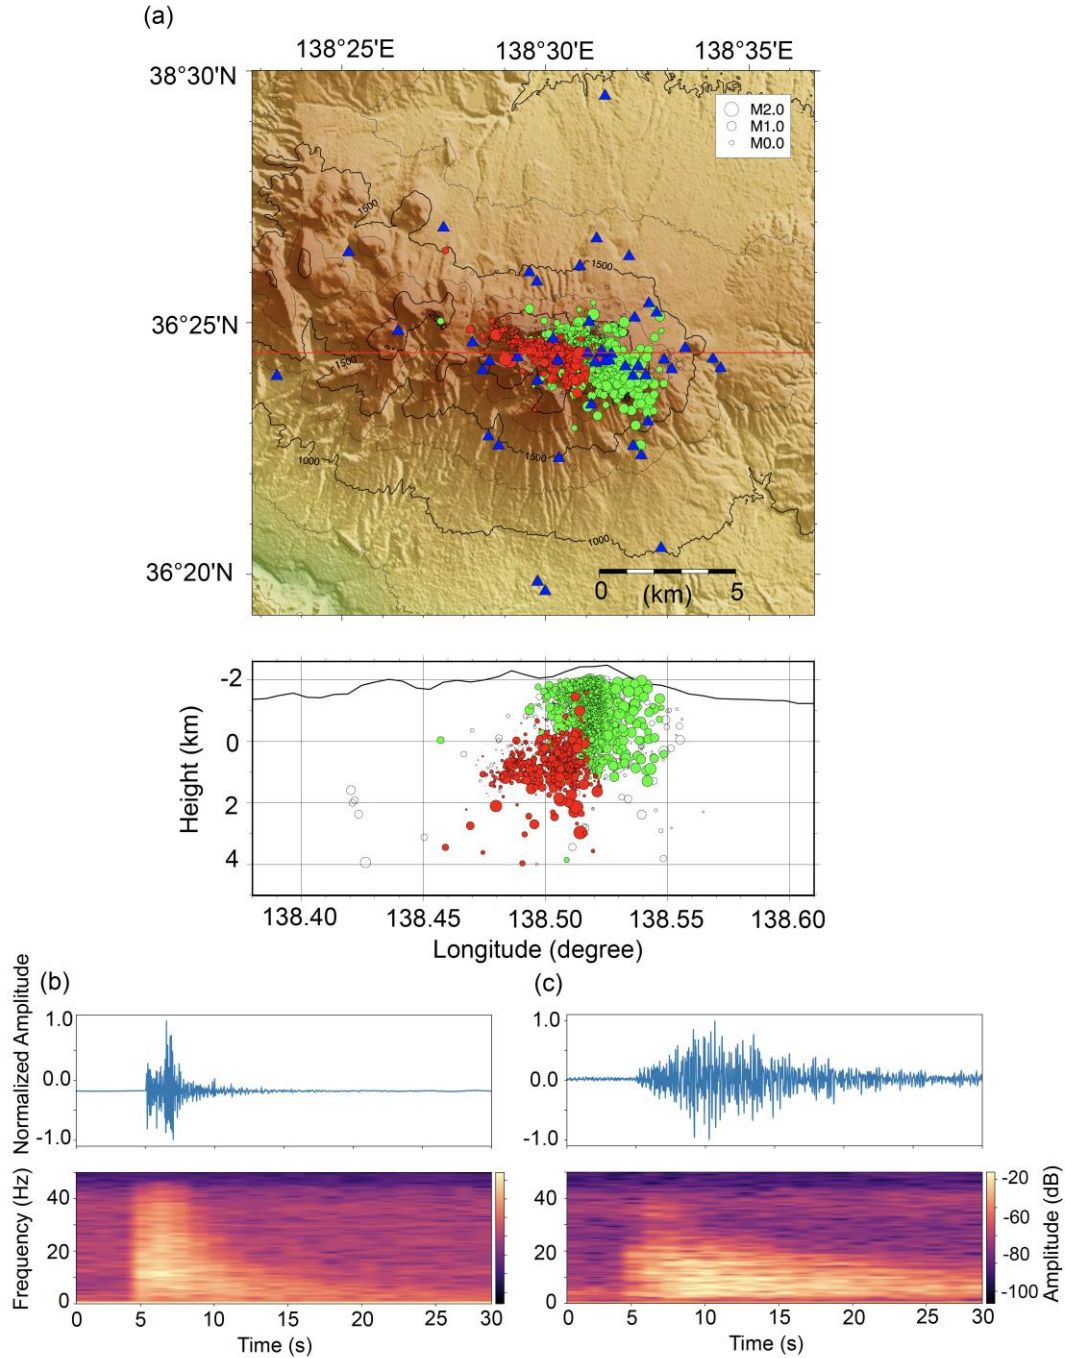 (a)
138°25'E 138°30'E 138°35'E
38°30'N
M2.0
M1.0
M0.0
1500
1500
36°25'N
1500
1500
1000
1000
36°20'N
0 (km) 5
-2
0
2
4
Height (km)
138.40 138.45 138.50 138.55 138.60
Longitude (degree)
(b)
Normalized Amplitude
1.0
0.0
-1.0
Frequency (Hz)
40
20
0
0 5 10 15 20 25 30
Time (s)
(c)
1.0
0.0
-1.0
40
20
0
0 5 10 15 20 25 30
Time (s)
-20
-60
-80
-100
Amplitude (dB)